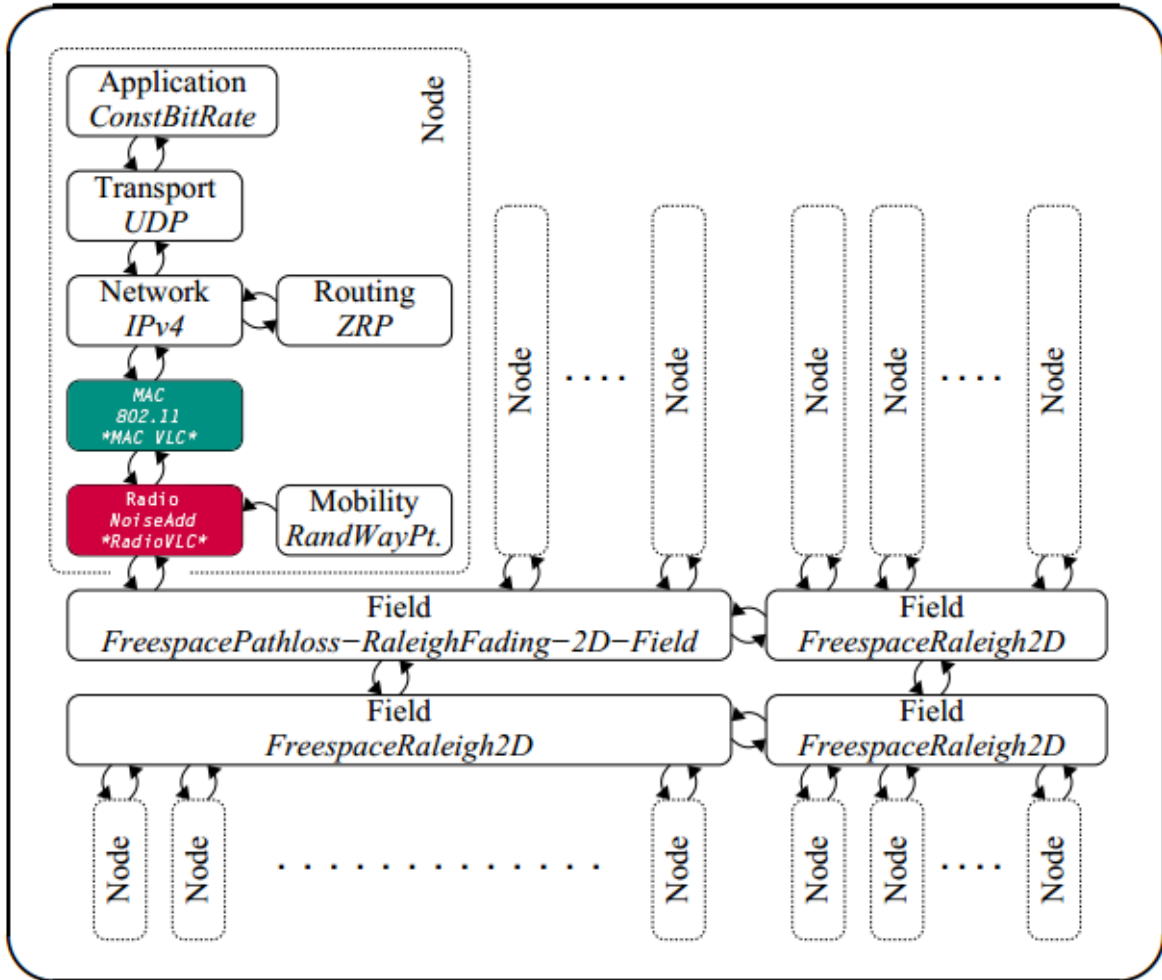 Application
ConstBitRate
Node
Transport
UDP
Network
IPv4
Routing
ZRP
MAC
802.11
*MAC VLC*
Radio
NoiseAdd
*RadioVLC*
Mobility
RandWayPt.
Node
. . . .
Node
Node
Node
. . . .
Node
Field
FreespacePathloss−RaleighFading−2D−Field
Field
FreespaceRaleigh2D
Field
FreespaceRaleigh2D
Field
FreespaceRaleigh2D
Node
Node
. . . . . . . . . . . . .
Node
Node
Node
. . . .
Node